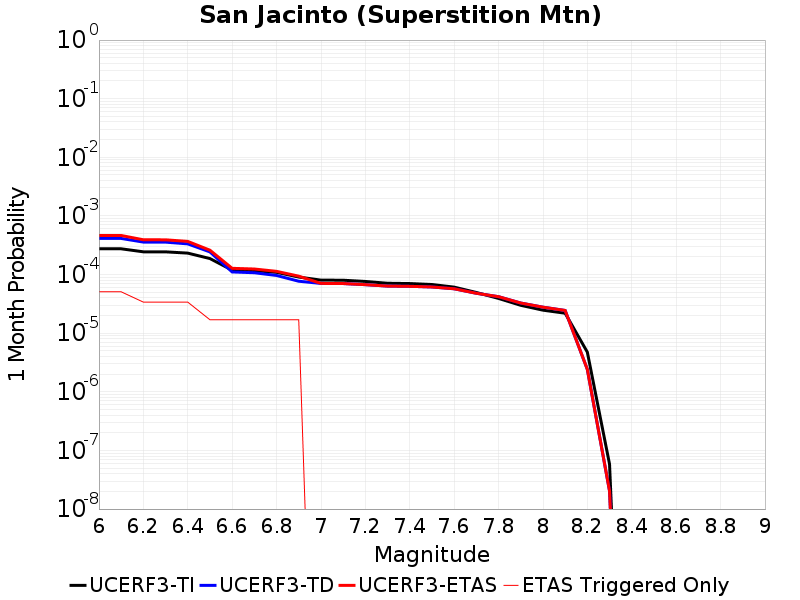 San Jacinto (Superstition Mtn)
10^0
10^-1
10^-2
10^-3
10^-4
10^-5
10^-6
10^-7
10^-8
1 Month Probability
6 6.2 6.4 6.6 6.8 7 7.2 7.4 7.6 7.8 8 8.2 8.4 8.6 8.8 9
Magnitude
UCERF3-TI UCERF3-TD UCERF3-ETAS ETAS Triggered Only